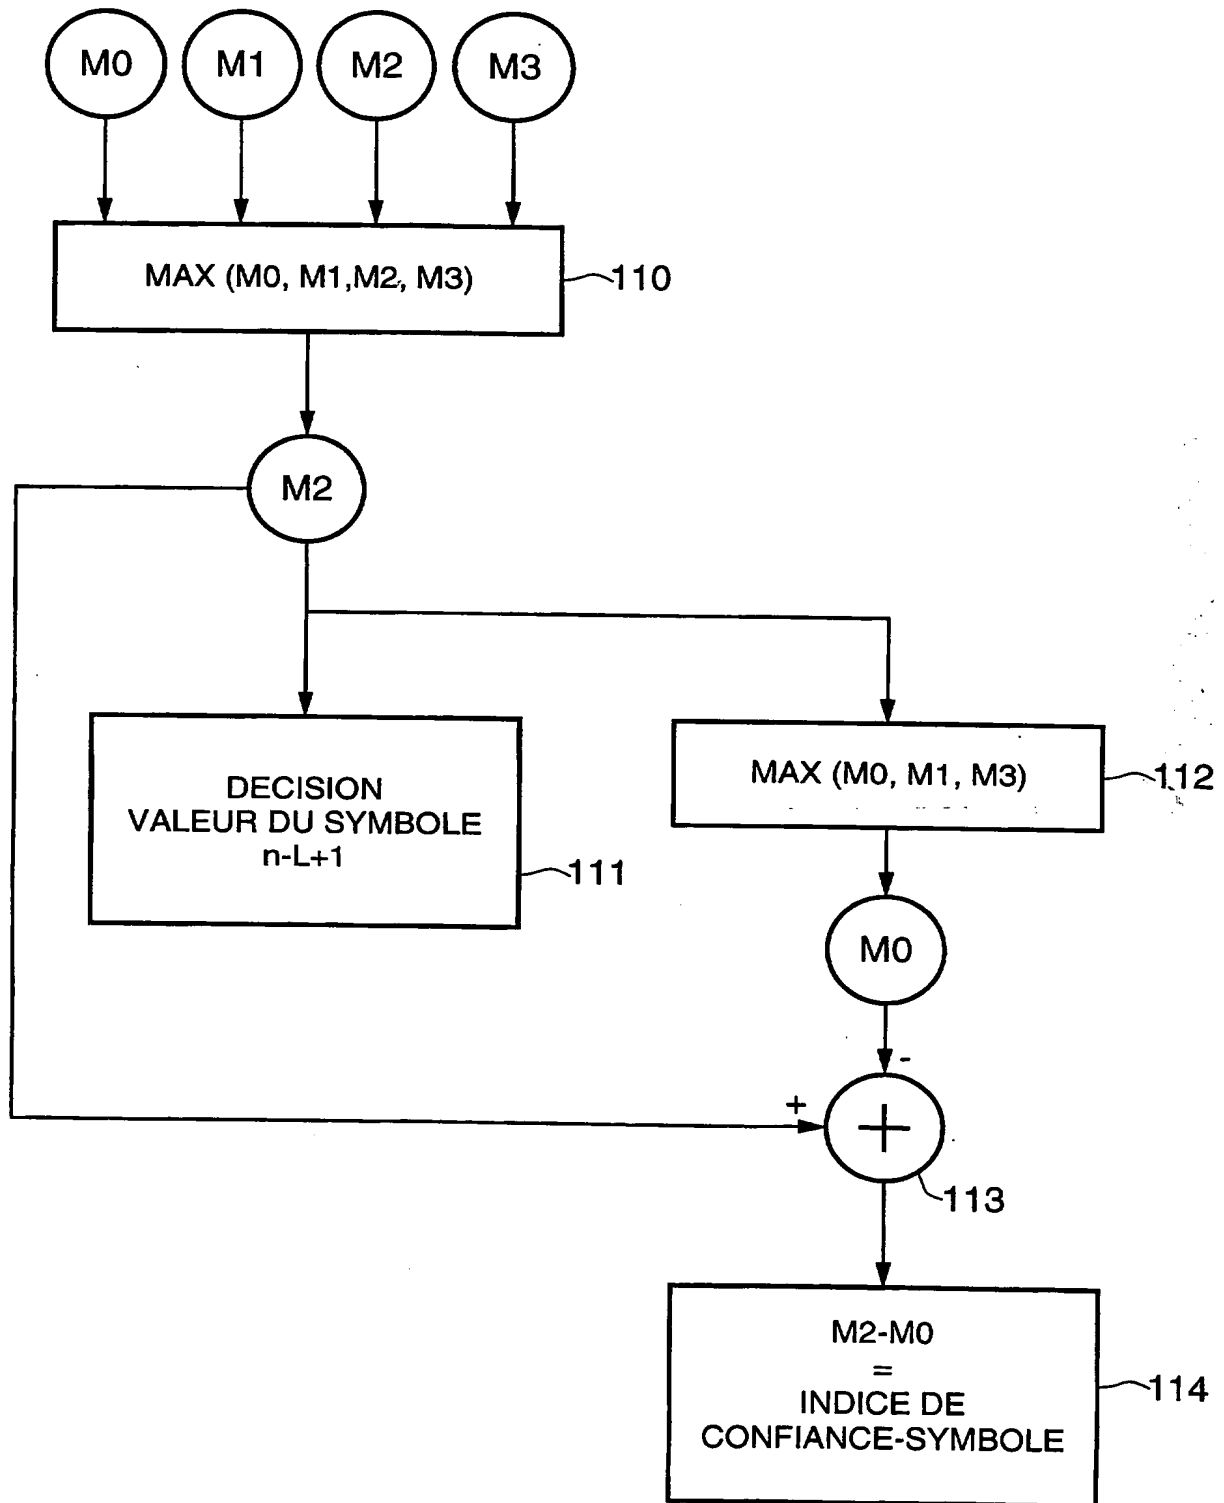 M0 M1 M2 M3
MAX (M0, M1,M2, M3)
110
M2
DECISION
VALEUR DU SYMBOLE
n-L+1
111
MAX (M0, M1, M3)
112
M0
-
+
+
113
M2-M0
=
INDICE DE
CONFIANCE-SYMBOLE
114